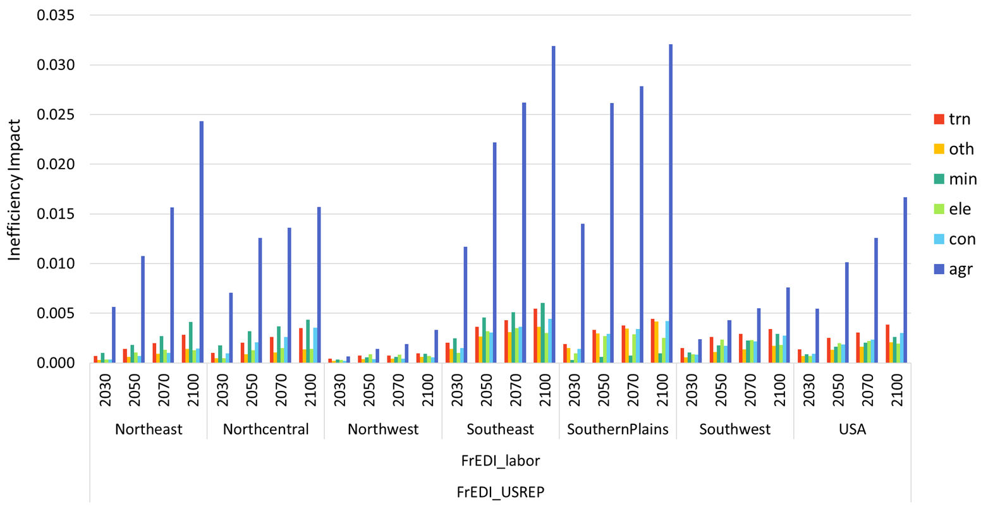 0.035
0.030
0.025
0.020
0.015
0.010
0.005
0.000
Inefficiency Impact
trn
oth
min
ele
con
agr
2030 2050 2070 2100 2030 2050 2070 2100 2030 2050 2070 2100 2030 2050 2070 2100 2030 2050 2070 2100 2030 2050 2070 2100 2030 2050 2070 2100
Northeast Northcentral Northwest Southeast SouthernPlains Southwest USA
FrEDI_labor
FrEDI_USREP